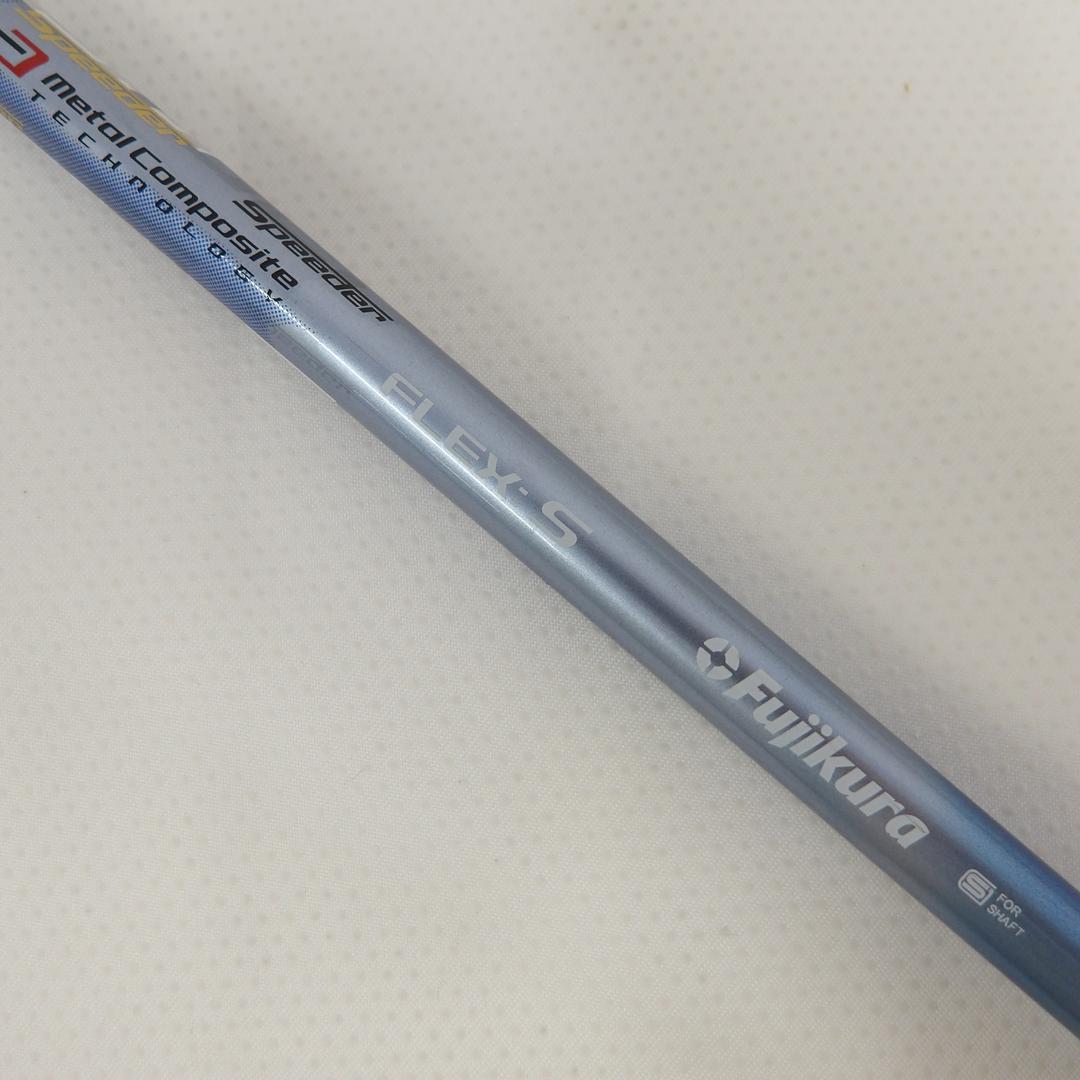 Speeder
Metal Composite
TECHNOLOGY
Speeder
FLEX-S
Fujikura
S FOR
SHAFT